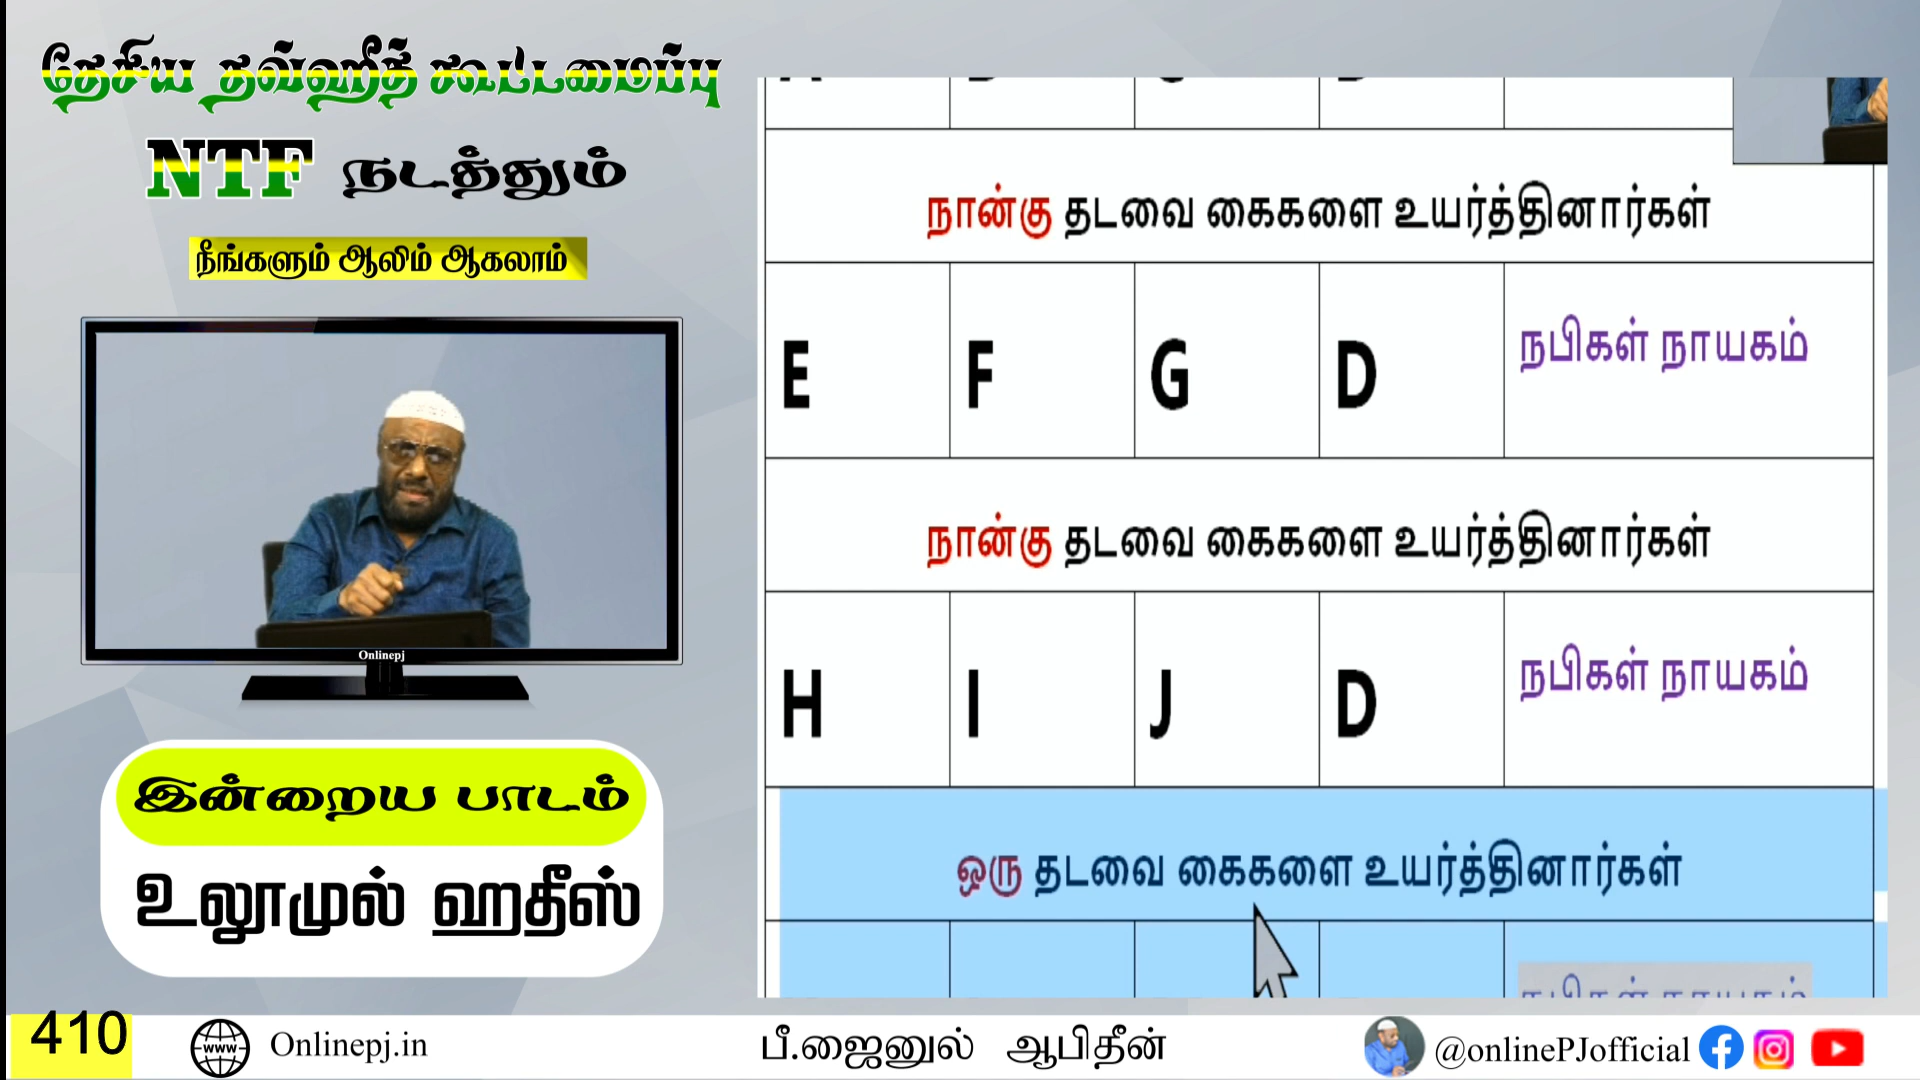 தேசிய தவ்ஹீத் கூட்டமைப்பு
NTF நடத்தும்
நீங்களும் ஆலிம் ஆகலாம்
Onlinepj
இன்றைய பாடம்
உலூமுல் ஹதீஸ்
நான்கு தடவை கைகளை உயர்த்தினார்கள்
E F G D நபிகள் நாயகம்
நான்கு தடவை கைகளை உயர்த்தினார்கள்
H I J D நபிகள் நாயகம்
ஒரு தடவை கைகளை உயர்த்தினார்கள்
410
www
Onlinepj.in
பீ.ஜைனுல் ஆபிதீன்
@onlinePJofficial